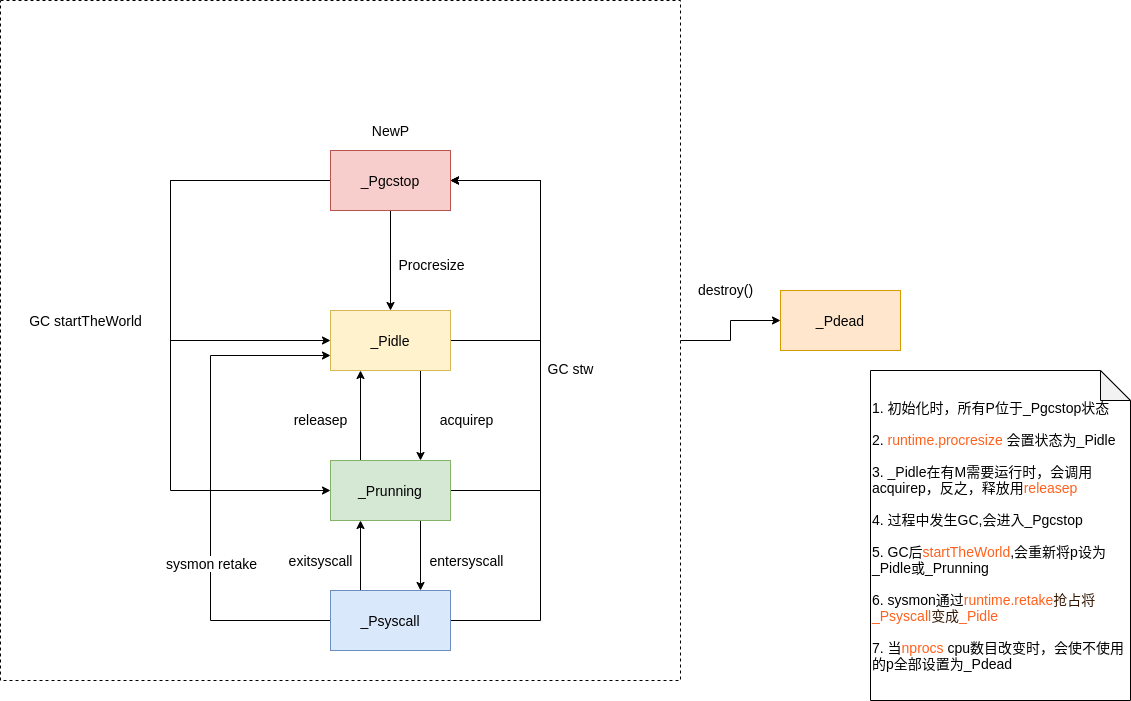 NewP
_Pgcstop
Procresize
destroy()
GC startTheWorld
_Pidle
_Pdead
GC stw
releasep
acquirep
_Prunning
sysmon retake
exitsyscall
entersyscall
_Psyscall
1. 初始化时，所有P位于_Pgcstop状态
2. runtime.procresize 会置状态为_Pidle
3. _Pidle在有M需要运行时，会调用
acquirep，反之，释放用releasep
4. 过程中发生GC,会进入_Pgcstop
5. GC后startTheWorld,会重新将p设为
_Pidle或_Prunning
6. sysmon通过runtime.retake抢占将
_Psyscall变成_Pidle
7. 当nprocs cpu数目改变时，会使不使用
的p全部设置为_Pdead